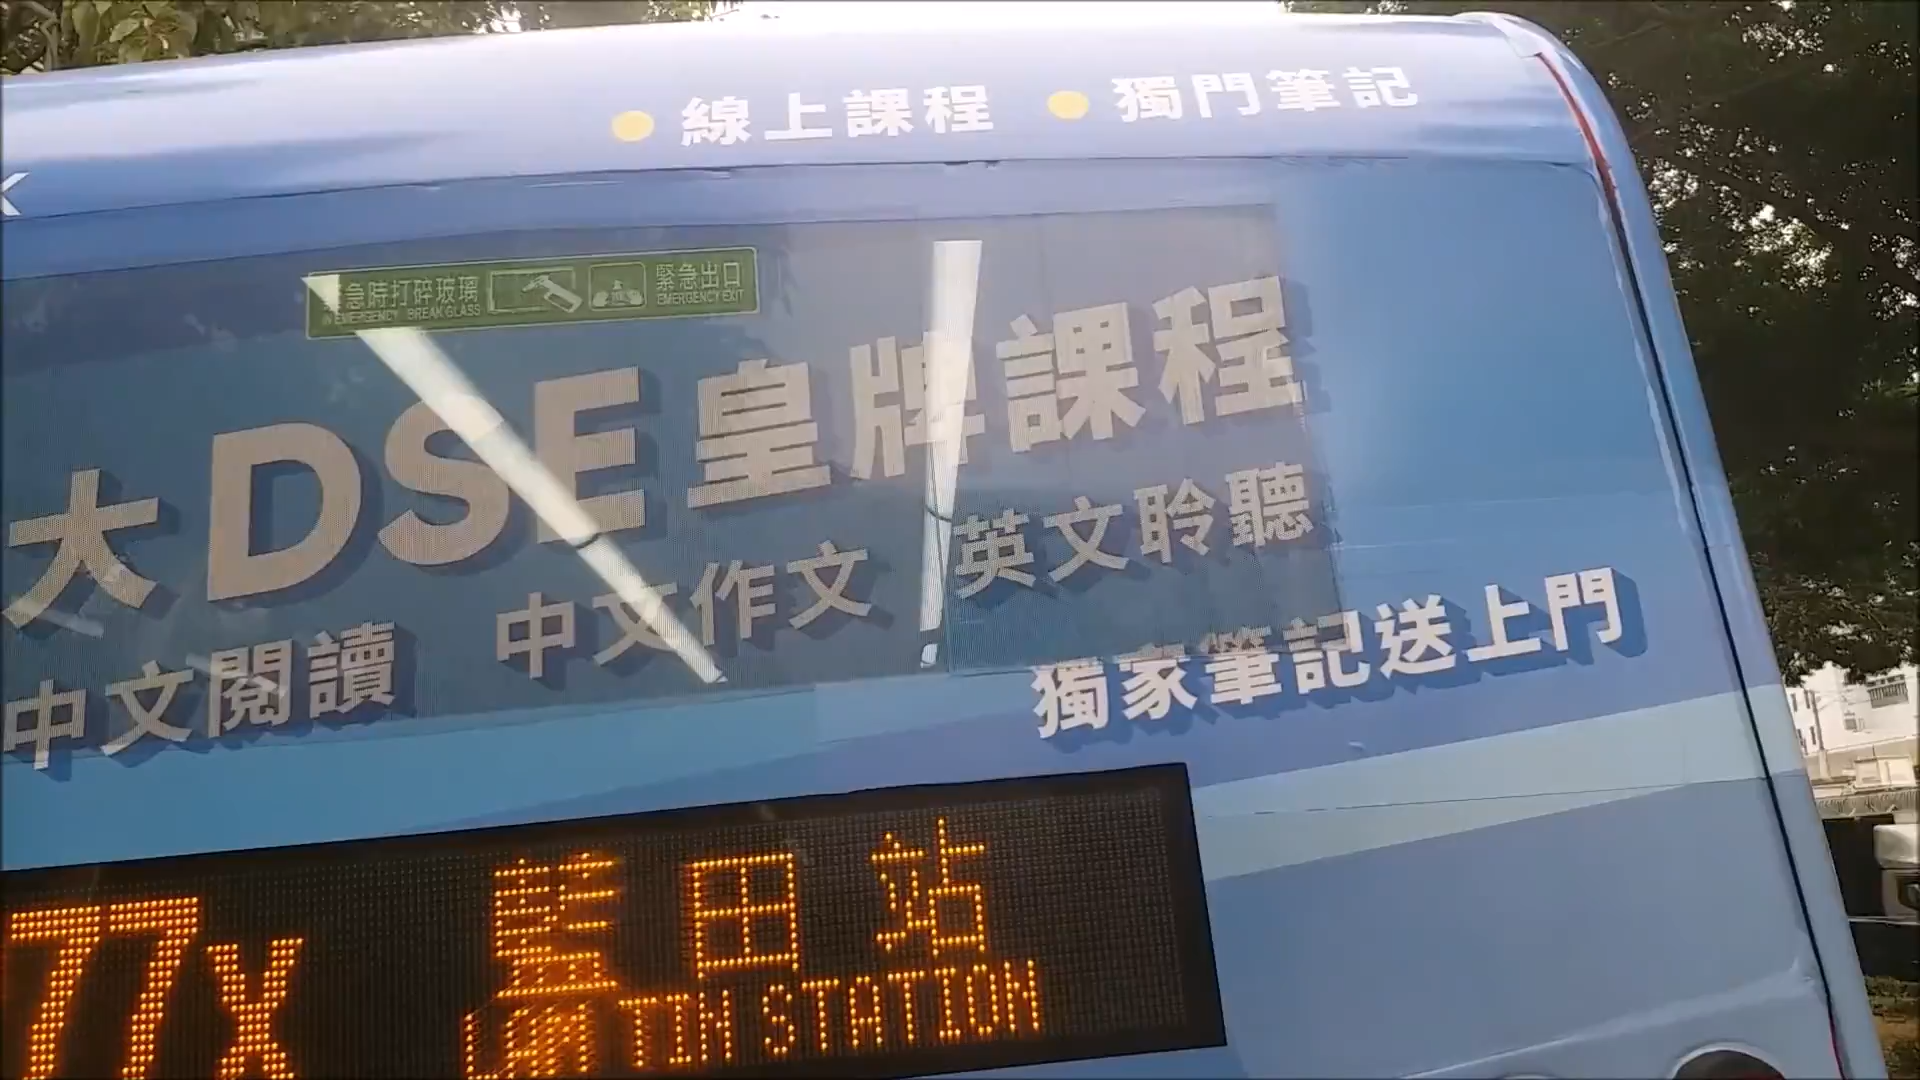 線上課程 獨門筆記
緊急時打碎玻璃 緊急出口
IN EMERGENCY BREAK GLASS EMERGENCY EXIT
大DSE皇牌課程
中文閱讀 中文作文 英文聆聽
獨家筆記送上門
77X 藍田站
LAM TIN STATION